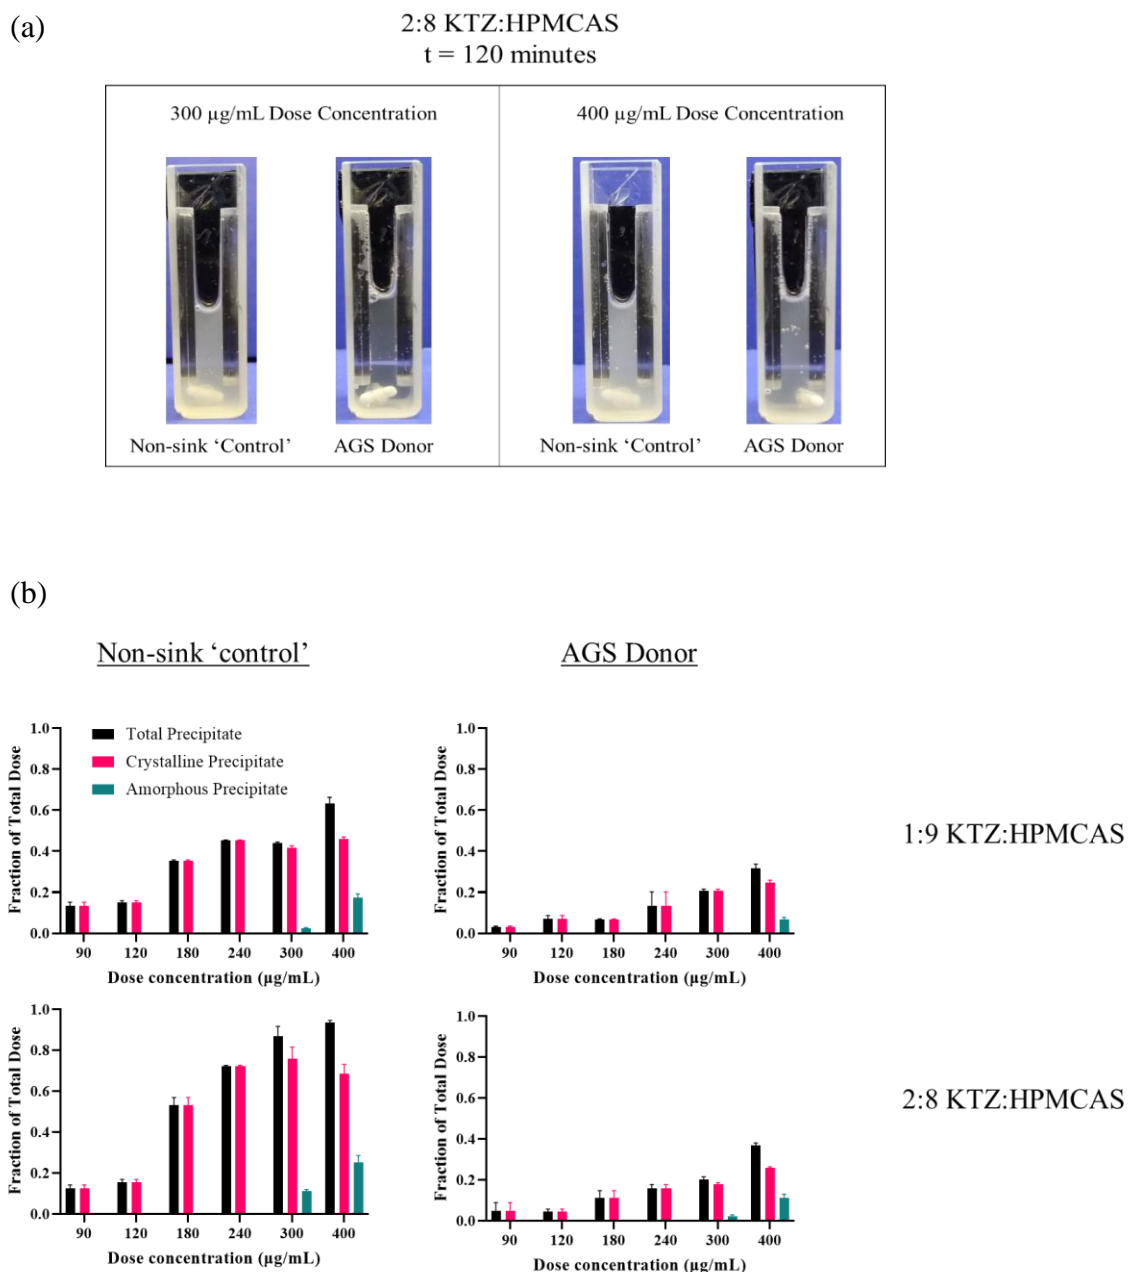 (a)
2:8 KTZ:HPMCAS
t = 120 minutes
300 µg/mL Dose Concentration
400 µg/mL Dose Concentration
Non-sink ‘Control’
AGS Donor
Non-sink ‘Control’
AGS Donor
(b)
Non-sink ‘control’
AGS Donor
Fraction of Total Dose
1.0
0.8
0.6
0.4
0.2
0.0
Total Precipitate
Crystalline Precipitate
Amorphous Precipitate
90 120 180 240 300 400
Dose concentration (µg/mL)
Fraction of Total Dose
1.0
0.8
0.6
0.4
0.2
0.0
90 120 180 240 300 400
Dose concentration (µg/mL)
1:9 KTZ:HPMCAS
Fraction of Total Dose
1.0
0.8
0.6
0.4
0.2
0.0
90 120 180 240 300 400
Dose concentration (µg/mL)
Fraction of Total Dose
1.0
0.8
0.6
0.4
0.2
0.0
90 120 180 240 300 400
Dose concentration (µg/mL)
2:8 KTZ:HPMCAS